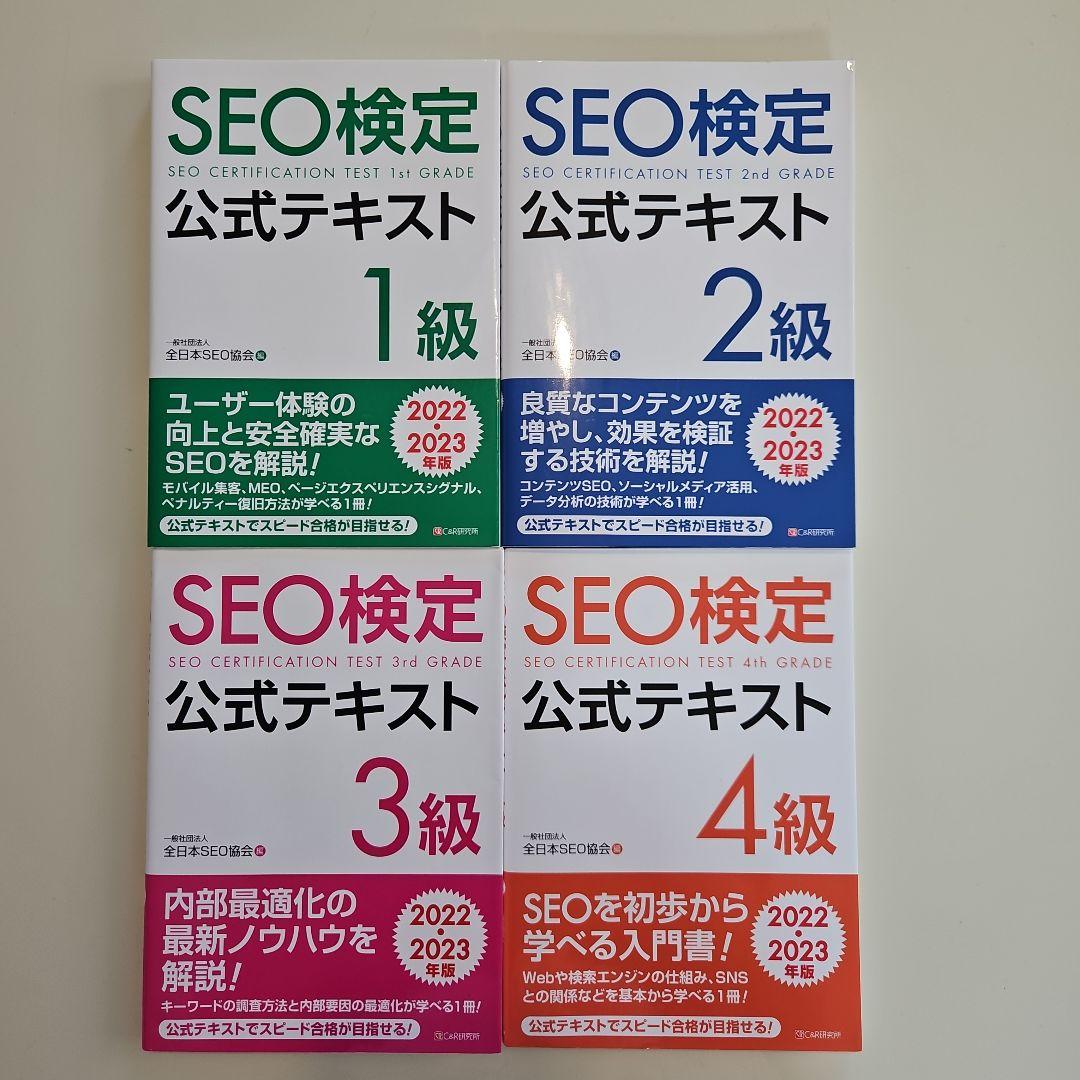 SEO検定
SEO CERTIFICATION TEST 1st GRADE
公式テキスト
1級
一般社団法人
全日本SEO協会 編
ユーザー体験の
向上と安全確実な
SEOを解説!
2022・
2023
年版
モバイル集客、MEO、ページエクスペリエンスシグナル、
ペナルティー復旧方法が学べる1冊!
公式テキストでスピード合格が目指せる!
C&R研究所
SEO検定
SEO CERTIFICATION TEST 2nd GRADE
公式テキスト
2級
一般社団法人
全日本SEO協会 編
良質なコンテンツを
増やし、効果を検証
する技術を解説!
2022・
2023
年版
コンテンツSEO、ソーシャルメディア活用、
データ分析の技術が学べる1冊!
公式テキストでスピード合格が目指せる!
C&R研究所
SEO検定
SEO CERTIFICATION TEST 3rd GRADE
公式テキスト
3級
一般社団法人
全日本SEO協会 編
内部最適化の
最新ノウハウを
解説!
2022・
2023
年版
キーワードの調査方法と内部要因の最適化が学べる1冊!
公式テキストでスピード合格が目指せる!
C&R研究所
SEO検定
SEO CERTIFICATION TEST 4th GRADE
公式テキスト
4級
一般社団法人
全日本SEO協会 編
SEOを初歩から
学べる入門書!
2022・
2023
年版
Webや検索エンジンの仕組み、SNS
との関係などを基本から学べる1冊!
公式テキストでスピード合格が目指せる!
C&R研究所